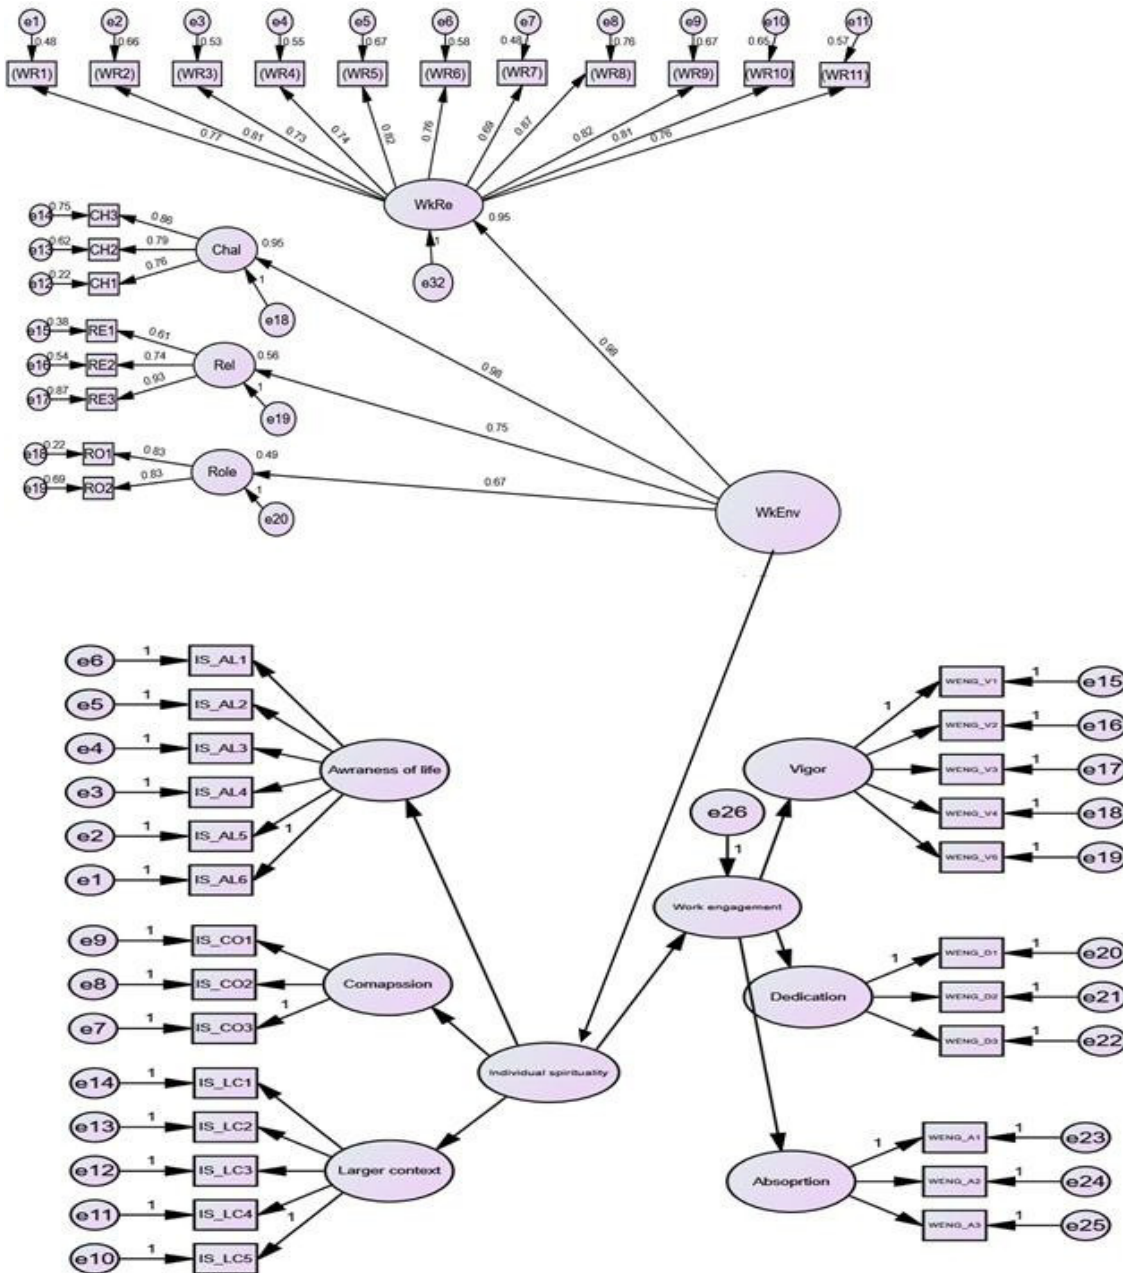 e1 e2 e3 e4 e5 e6 e7 e8 e9 e10 e11
0.48 0.66 0.53 0.55 0.67 0.58 0.48 0.76 0.67 0.65 0.57
(WR1) (WR2) (WR3) (WR4) (WR5) (WR6) (WR7) (WR8) (WR9) (WR10) (WR11)
0.77 0.81 0.73 0.74 0.82 0.76 0.69 0.87 0.82 0.81 0.76
WkRe
0.95
1
e32
e14 0.75 CH3 0.86
e13 0.62 CH2 0.79
e12 0.22 CH1 0.76
Chal
0.95
1
e18
0.98
0.98
e15 0.38 RE1 0.61
e16 0.54 RE2 0.74
e17 0.87 RE3 0.93
Rel
0.56
1
e19
0.75
e18 0.22 RO1 0.83
e19 0.69 RO2 0.83
Role
0.49
1
e20
0.67
WkEnv
e6 1 IS_AL1
e5 1 IS_AL2
e4 1 IS_AL3
e3 1 IS_AL4
e2 1 IS_AL5
e1 1 IS_AL6
1
Awraness of life
e9 1 IS_CO1
e8 1 IS_CO2
e7 1 IS_CO3
1
Comapssion
e14 1 IS_LC1
e13 1 IS_LC2
e12 1 IS_LC3
e11 1 IS_LC4
e10 1 IS_LC5
1
Larger context
Individual spirituality
e26
1
Work engagement
Vigor
1
WENG_V1 1 e15
WENG_V2 1 e16
WENG_V3 1 e17
WENG_V4 1 e18
1 e19
Dedication
1
WENG_D1 1 e20
WENG_D2 1 e21
WENG_D3 1 e22
Absoprtion
1
WENG_A1 1 e23
WENG_A2 1 e24
WENG_A3 1 e25